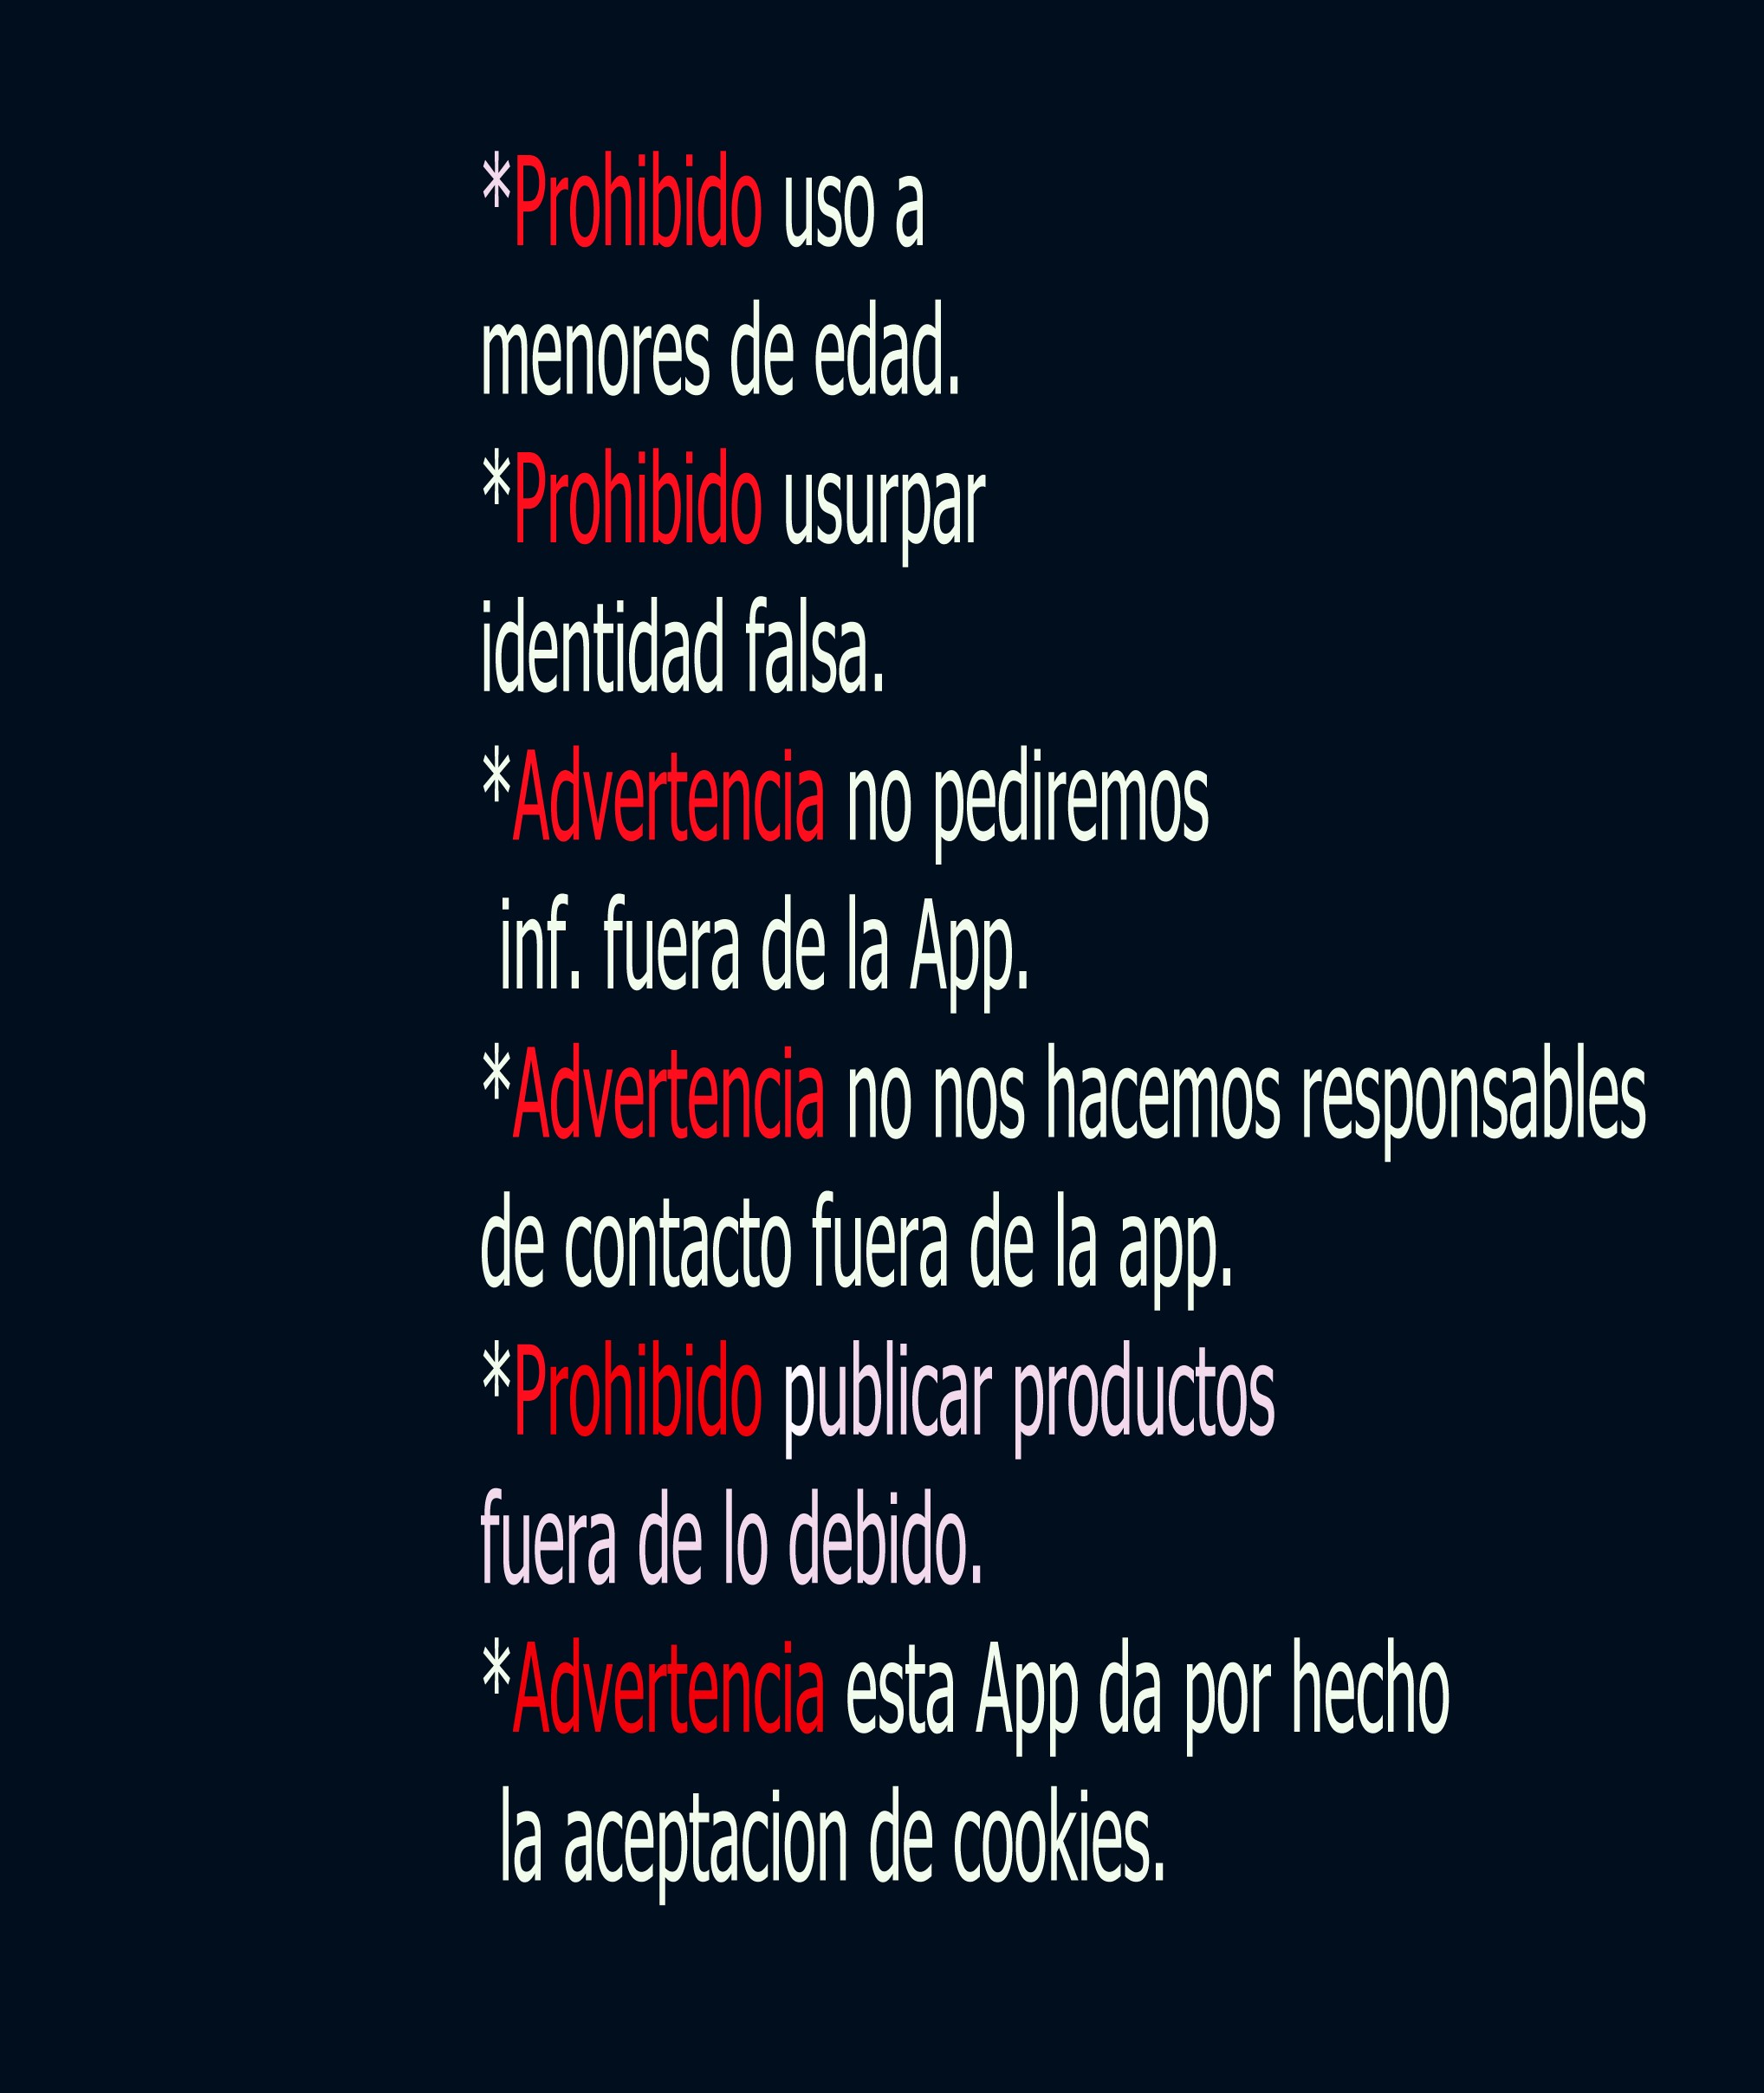 *Prohibido uso a
menores de edad.
*Prohibido usurpar
identidad falsa.
*Advertencia no pediremos
inf. fuera de la App.
*Advertencia no nos hacemos responsables
de contacto fuera de la app.
*Prohibido publicar productos
fuera de lo debido.
*Advertencia esta App da por hecho
la aceptacion de cookies.